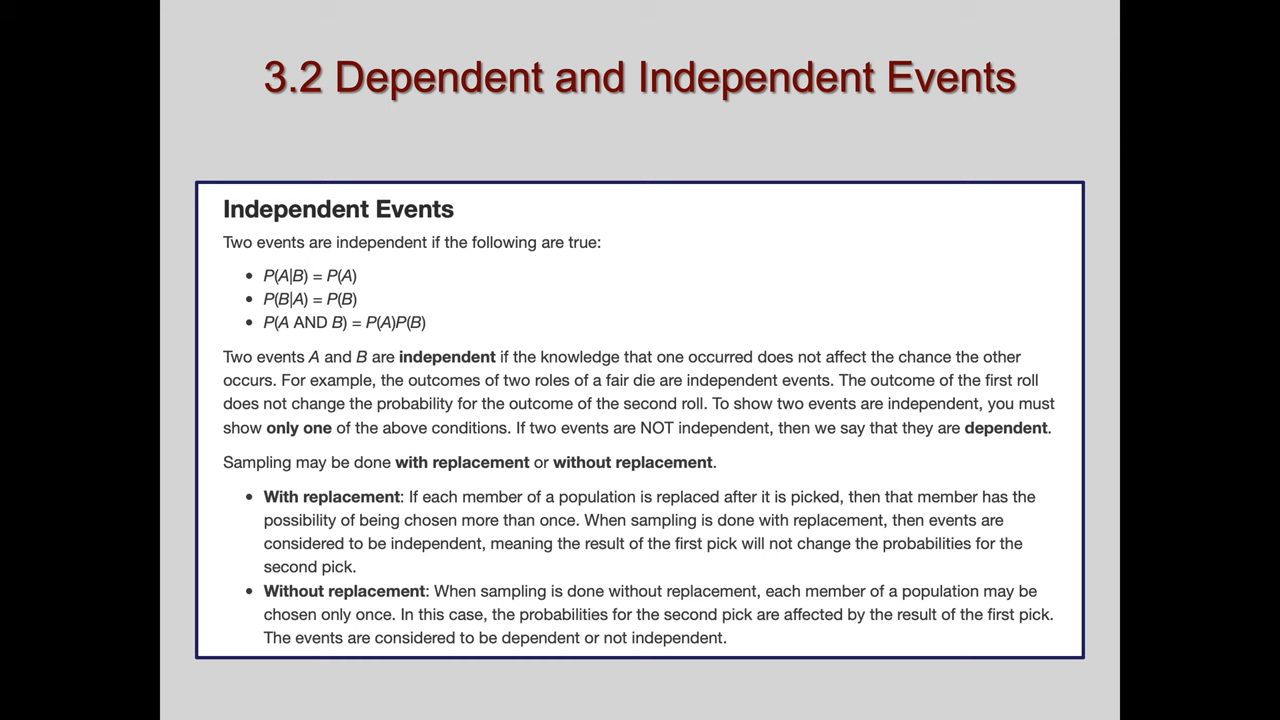 3.2 Dependent and Independent Events
Independent Events
Two events are independent if the following are true:
• P(A|B) = P(A)
• P(B|A) = P(B)
• P(A AND B) = P(A)P(B)
Two events A and B are independent if the knowledge that one occurred does not affect the chance the other
occurs. For example, the outcomes of two roles of a fair die are independent events. The outcome of the first roll
does not change the probability for the outcome of the second roll. To show two events are independent, you must
show only one of the above conditions. If two events are NOT independent, then we say that they are dependent.
Sampling may be done with replacement or without replacement.
• With replacement: If each member of a population is replaced after it is picked, then that member has the
possibility of being chosen more than once. When sampling is done with replacement, then events are
considered to be independent, meaning the result of the first pick will not change the probabilities for the
second pick.
• Without replacement: When sampling is done without replacement, each member of a population may be
chosen only once. In this case, the probabilities for the second pick are affected by the result of the first pick.
The events are considered to be dependent or not independent.